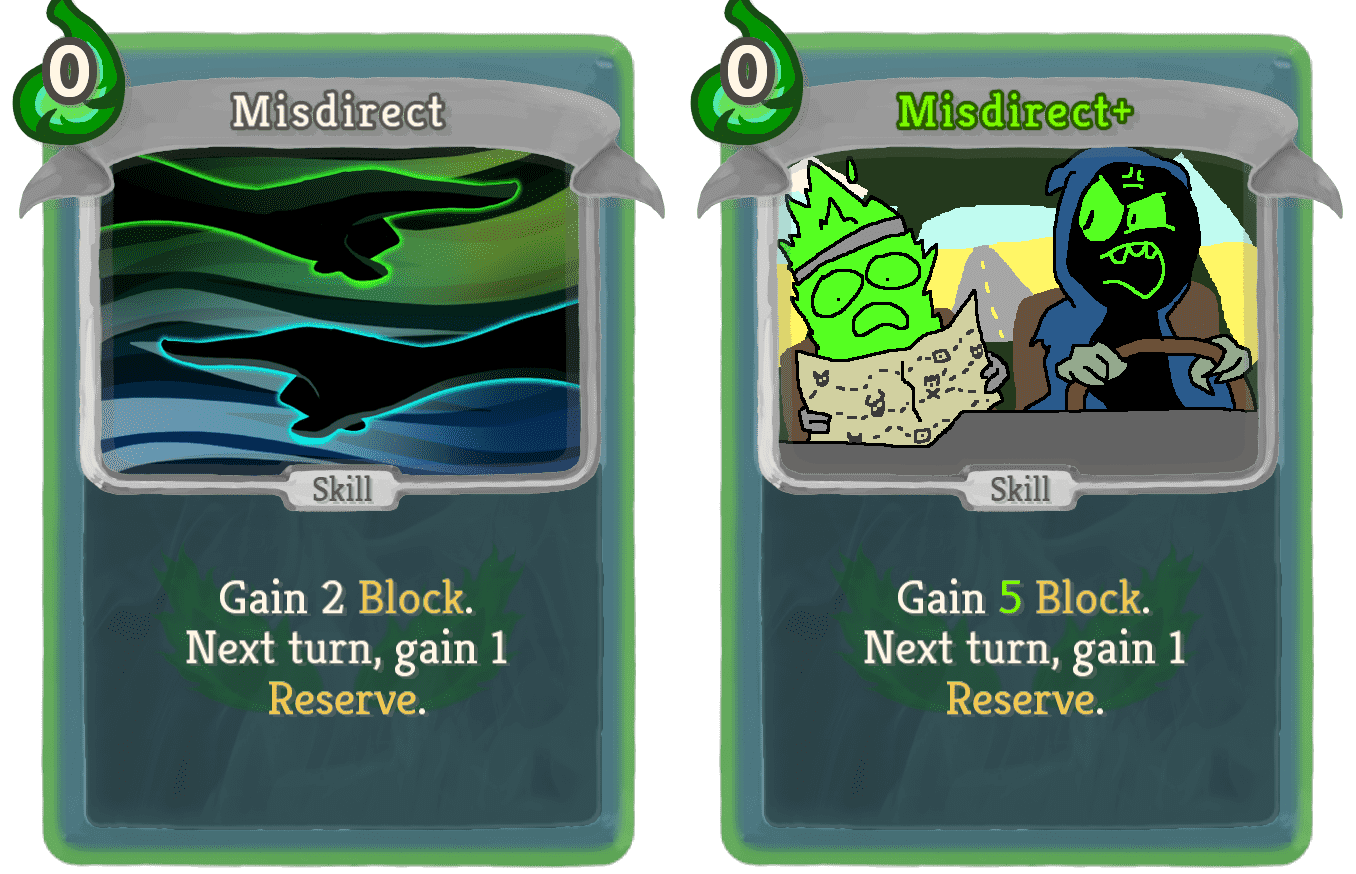 0
Misdirect
Skill
Gain 2 Block.
Next turn, gain 1
Reserve.
0
Misdirect+
Skill
Gain 5 Block.
Next turn, gain 1
Reserve.